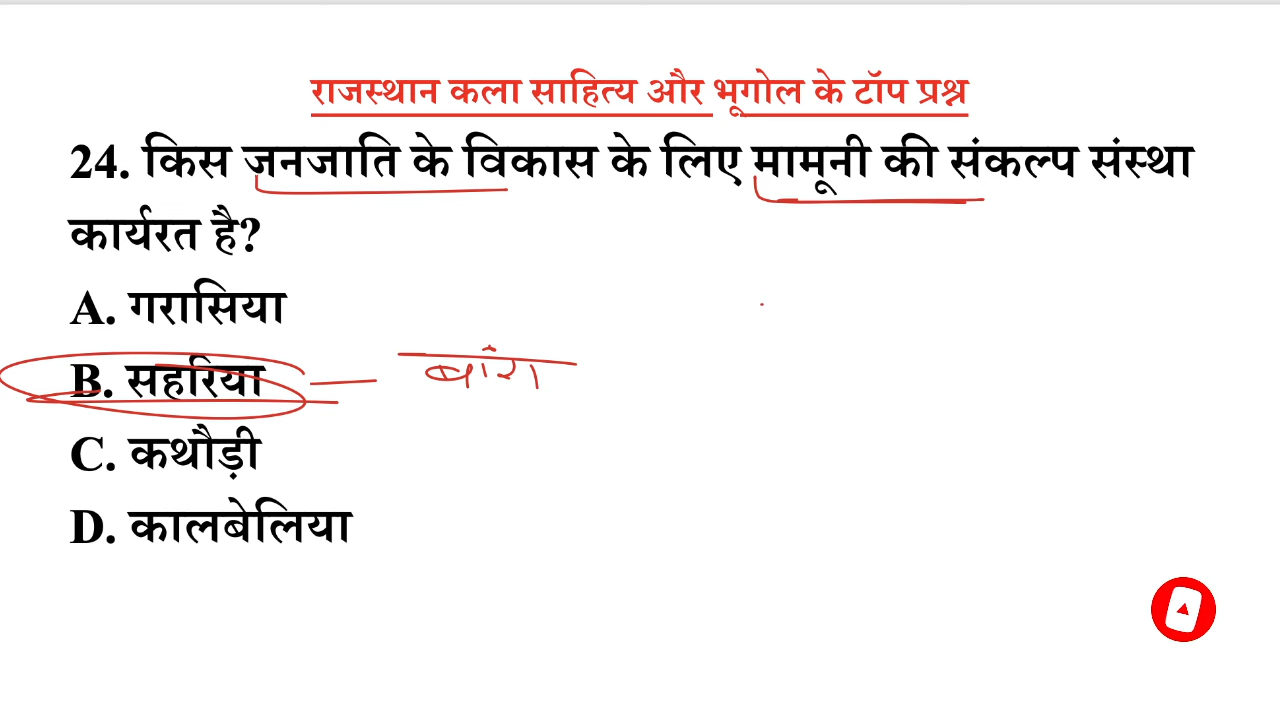 राजस्थान कला साहित्य और भूगोल के टॉप प्रश्न
24. किस जनजाति के विकास के लिए मामूनी की संकल्प संस्था
कार्यरत है?
A. गरासिया
B. सहरिया — बांरा
C. कथौड़ी
D. कालबेलिया